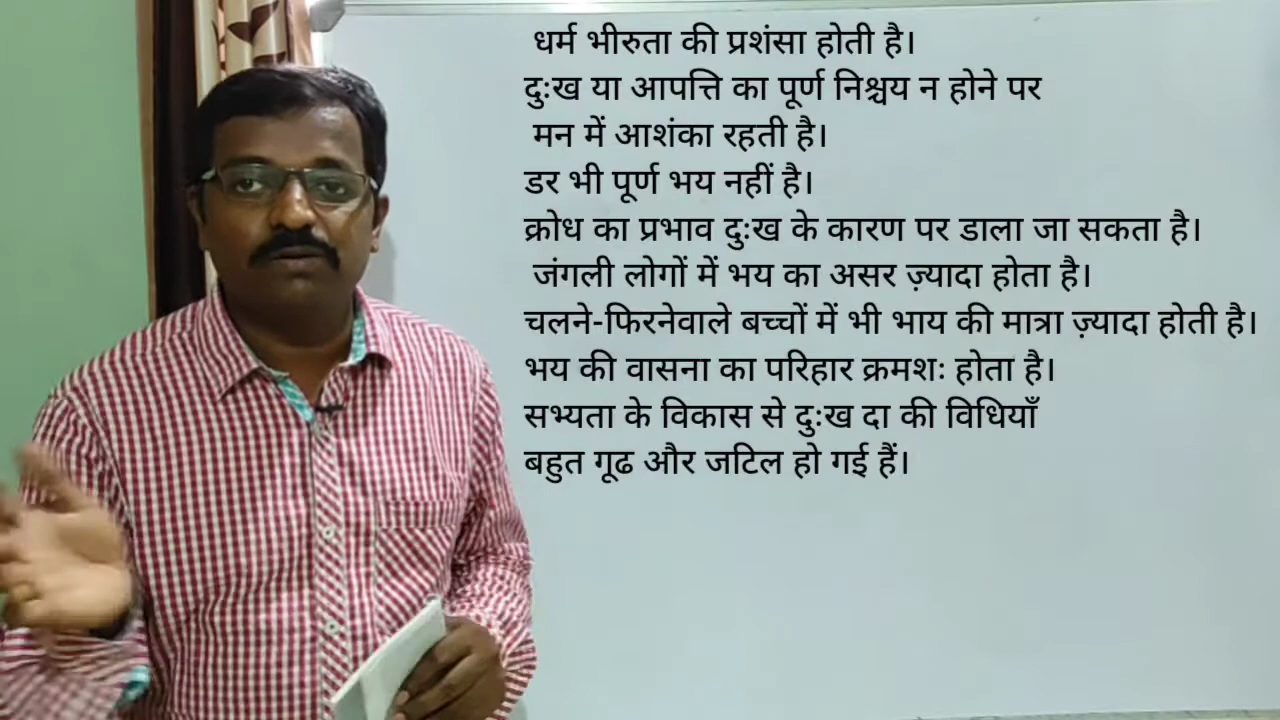 धर्म भीरुता की प्रशंसा होती है।
दुःख या आपत्ति का पूर्ण निश्चय न होने पर
मन में आशंका रहती है।
डर भी पूर्ण भय नहीं है।
क्रोध का प्रभाव दुःख के कारण पर डाला जा सकता है।
जंगली लोगों में भय का असर ज़्यादा होता है।
चलने-फिरनेवाले बच्चों में भी भाय की मात्रा ज़्यादा होती है।
भय की वासना का परिहार क्रमशः होता है।
सभ्यता के विकास से दुःख दा की विधियाँ
बहुत गूढ और जटिल हो गई हैं।